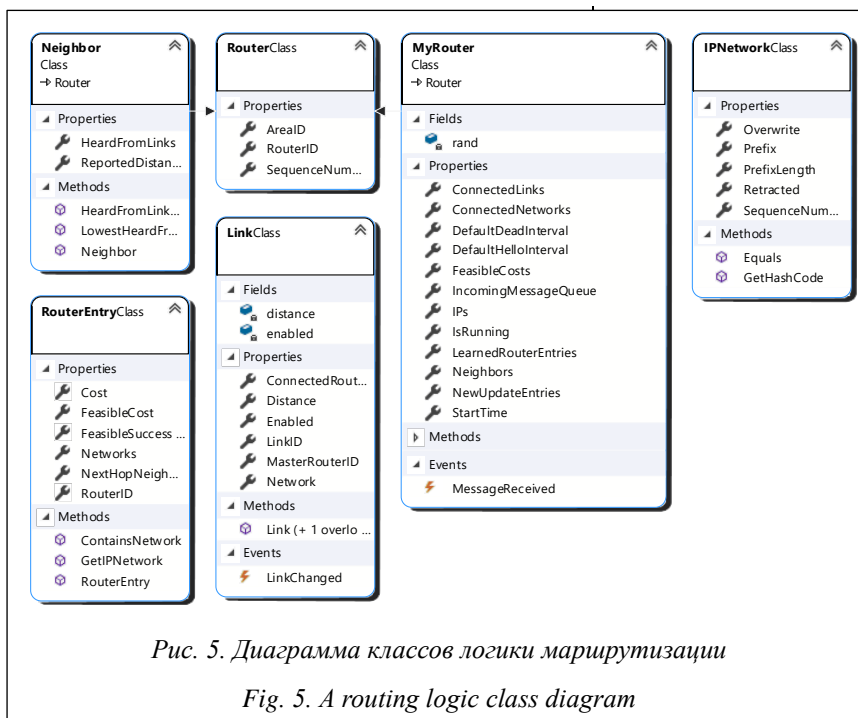 Neighbor
Class
→ Router
Properties
HeardFromLinks
ReportedDistan...
Methods
HeardFromLink...
LowestHeardFr...
Neighbor
RouterClass
Properties
AreaID
RouterID
SequenceNum...
MyRouter
Class
→ Router
Fields
rand
Properties
ConnectedLinks
ConnectedNetworks
DefaultDeadInterval
DefaultHelloInterval
FeasibleCosts
IncomingMessageQueue
IPs
IsRunning
LearnedRouterEntries
Neighbors
NewUpdateEntries
StartTime
Methods
Events
MessageReceived
IPNetworkClass
Properties
Overwrite
Prefix
PrefixLength
Retracted
SequenceNum...
Methods
Equals
GetHashCode
RouterEntryClass
Properties
Cost
FeasibleCost
FeasibleSuccess ...
Networks
NextHopNeigh...
RouterID
Methods
ContainsNetwork
GetIPNetwork
RouterEntry
LinkClass
Fields
distance
enabled
Properties
ConnectedRout...
Distance
Enabled
LinkID
MasterRouterID
Network
Methods
Link (+ 1 overlo ...
Events
LinkChanged
Рис. 5. Диаграмма классов логики маршрутизации
Fig. 5. A routing logic class diagram